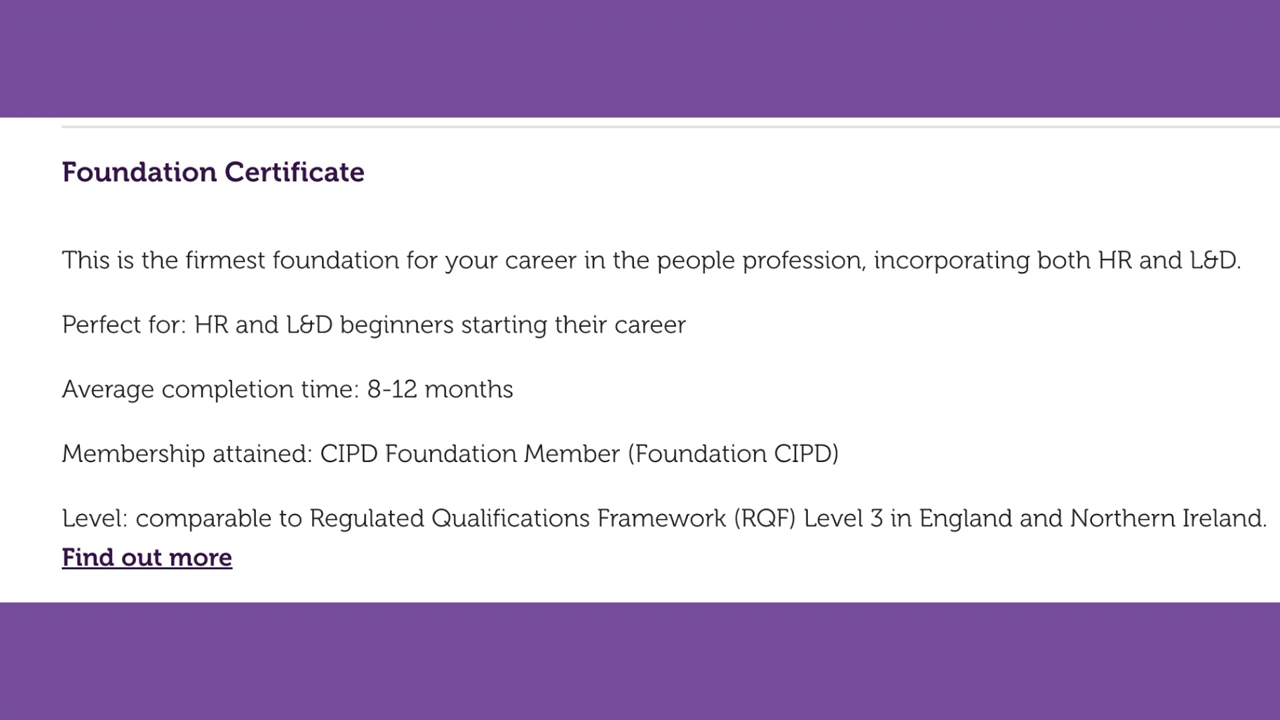 Foundation Certificate
This is the firmest foundation for your career in the people profession, incorporating both HR and L&D.
Perfect for: HR and L&D beginners starting their career
Average completion time: 8-12 months
Membership attained: CIPD Foundation Member (Foundation CIPD)
Level: comparable to Regulated Qualifications Framework (RQF) Level 3 in England and Northern Ireland.
Find out more